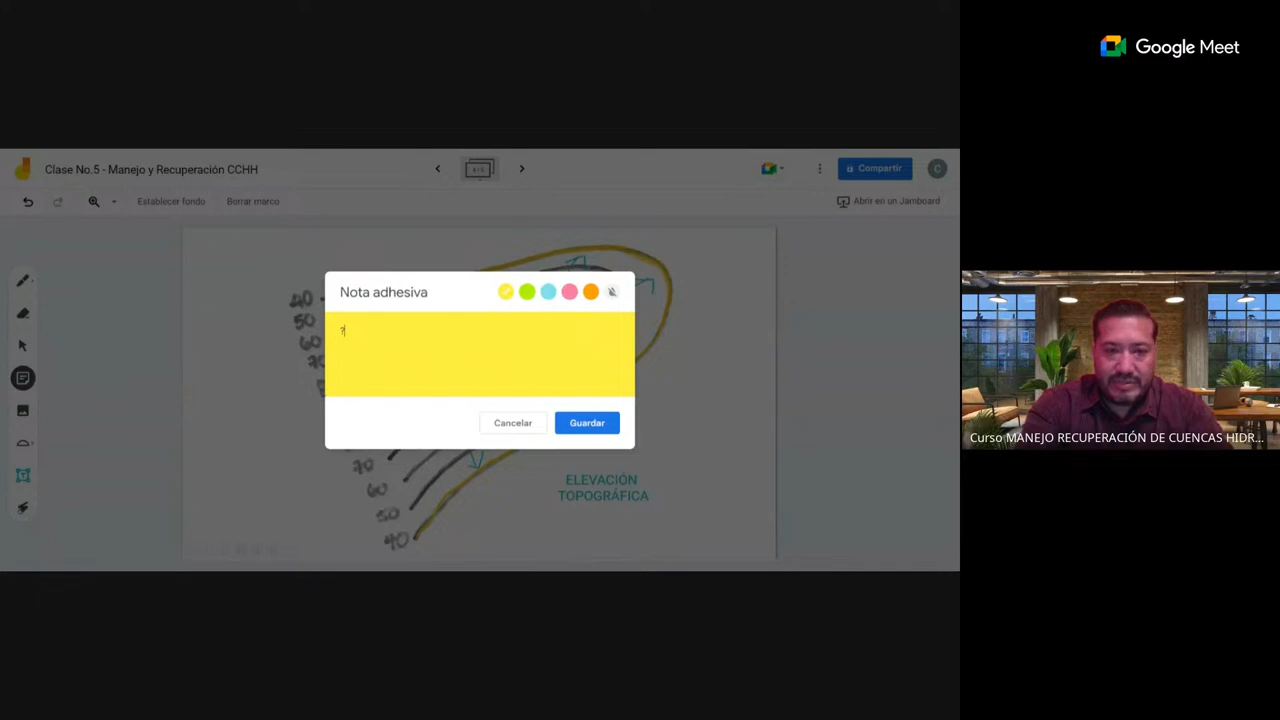 Google Meet
Clase No.5 - Manejo y Recuperación CCHH
Compartir
C
Establecer fondo
Borrar marco
Abrir en un Jamboard
Nota adhesiva
?
Cancelar
Guardar
40
50
60
70
70
60
50
40
ELEVACIÓN
TOPOGRÁFICA
Curso MANEJO RECUPERACIÓN DE CUENCAS HIDR...